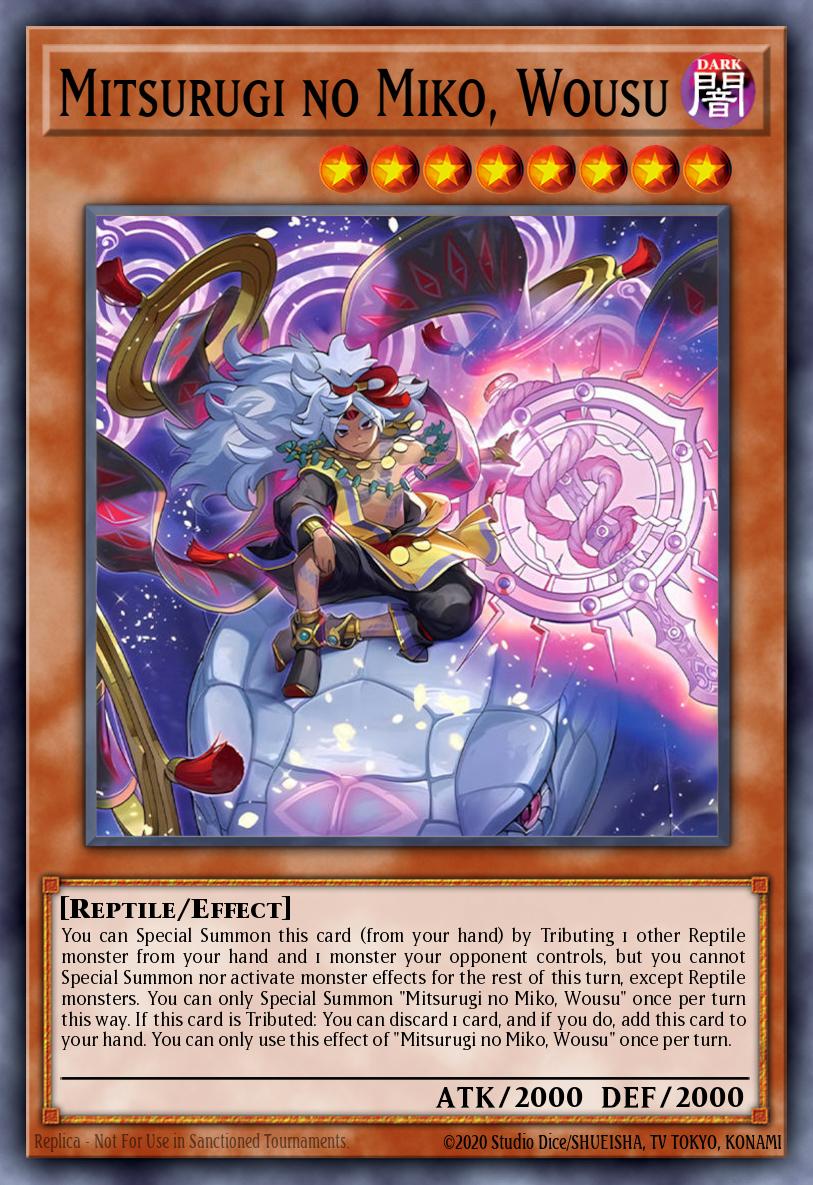 Mitsurugi no Miko, Wousu
DARK
闇
[Reptile/Effect]
You can Special Summon this card (from your hand) by Tributing 1 other Reptile
monster from your hand and 1 monster your opponent controls, but you cannot
Special Summon nor activate monster effects for the rest of this turn, except Reptile
monsters. You can only Special Summon "Mitsurugi no Miko, Wousu" once per turn
this way. If this card is Tributed: You can discard 1 card, and if you do, add this card to
your hand. You can only use this effect of "Mitsurugi no Miko, Wousu" once per turn.
ATK/2000 DEF/2000
Replica - Not For Use in Sanctioned Tournaments.
©2020 Studio Dice/SHUEISHA, TV TOKYO, KONAMI